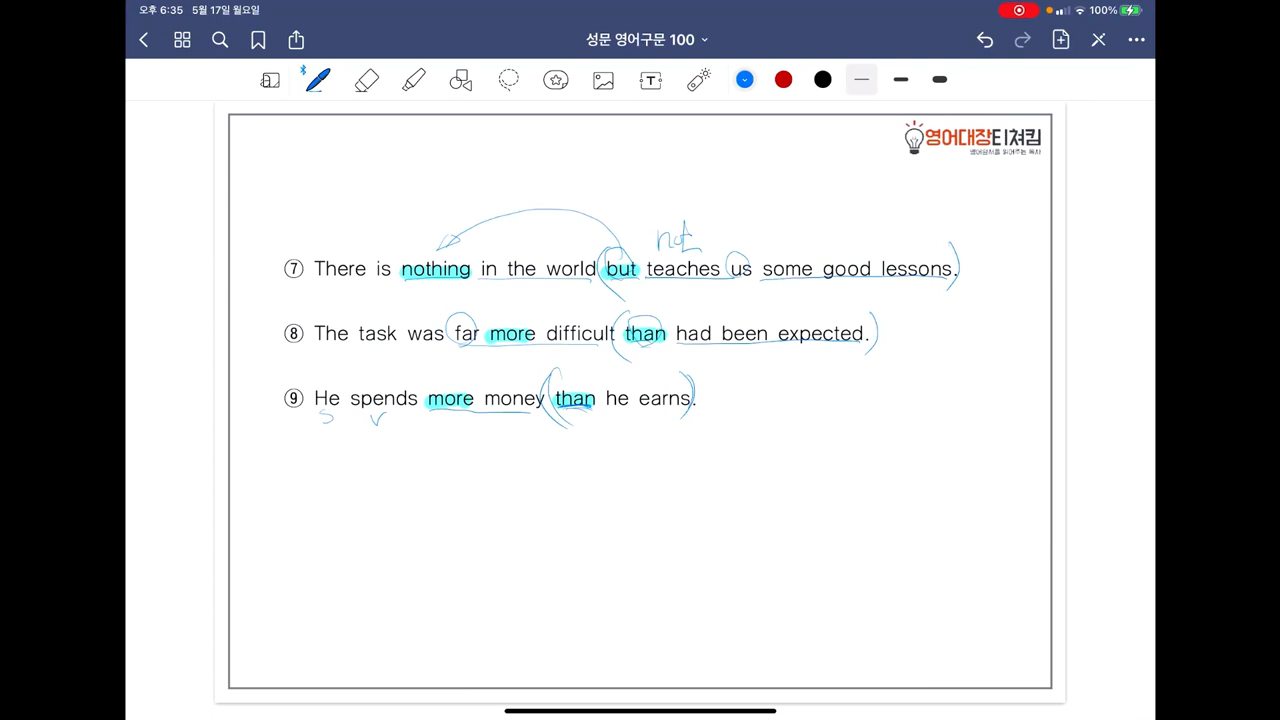 오후 6:35 5월 17일 월요일
100%
성문 영어구문 100
영어대장티쳐킴
not
⑦ There is nothing in the world but teaches us some good lessons.
⑧ The task was far more difficult than had been expected.
⑨ He spends more money than he earns.
S V